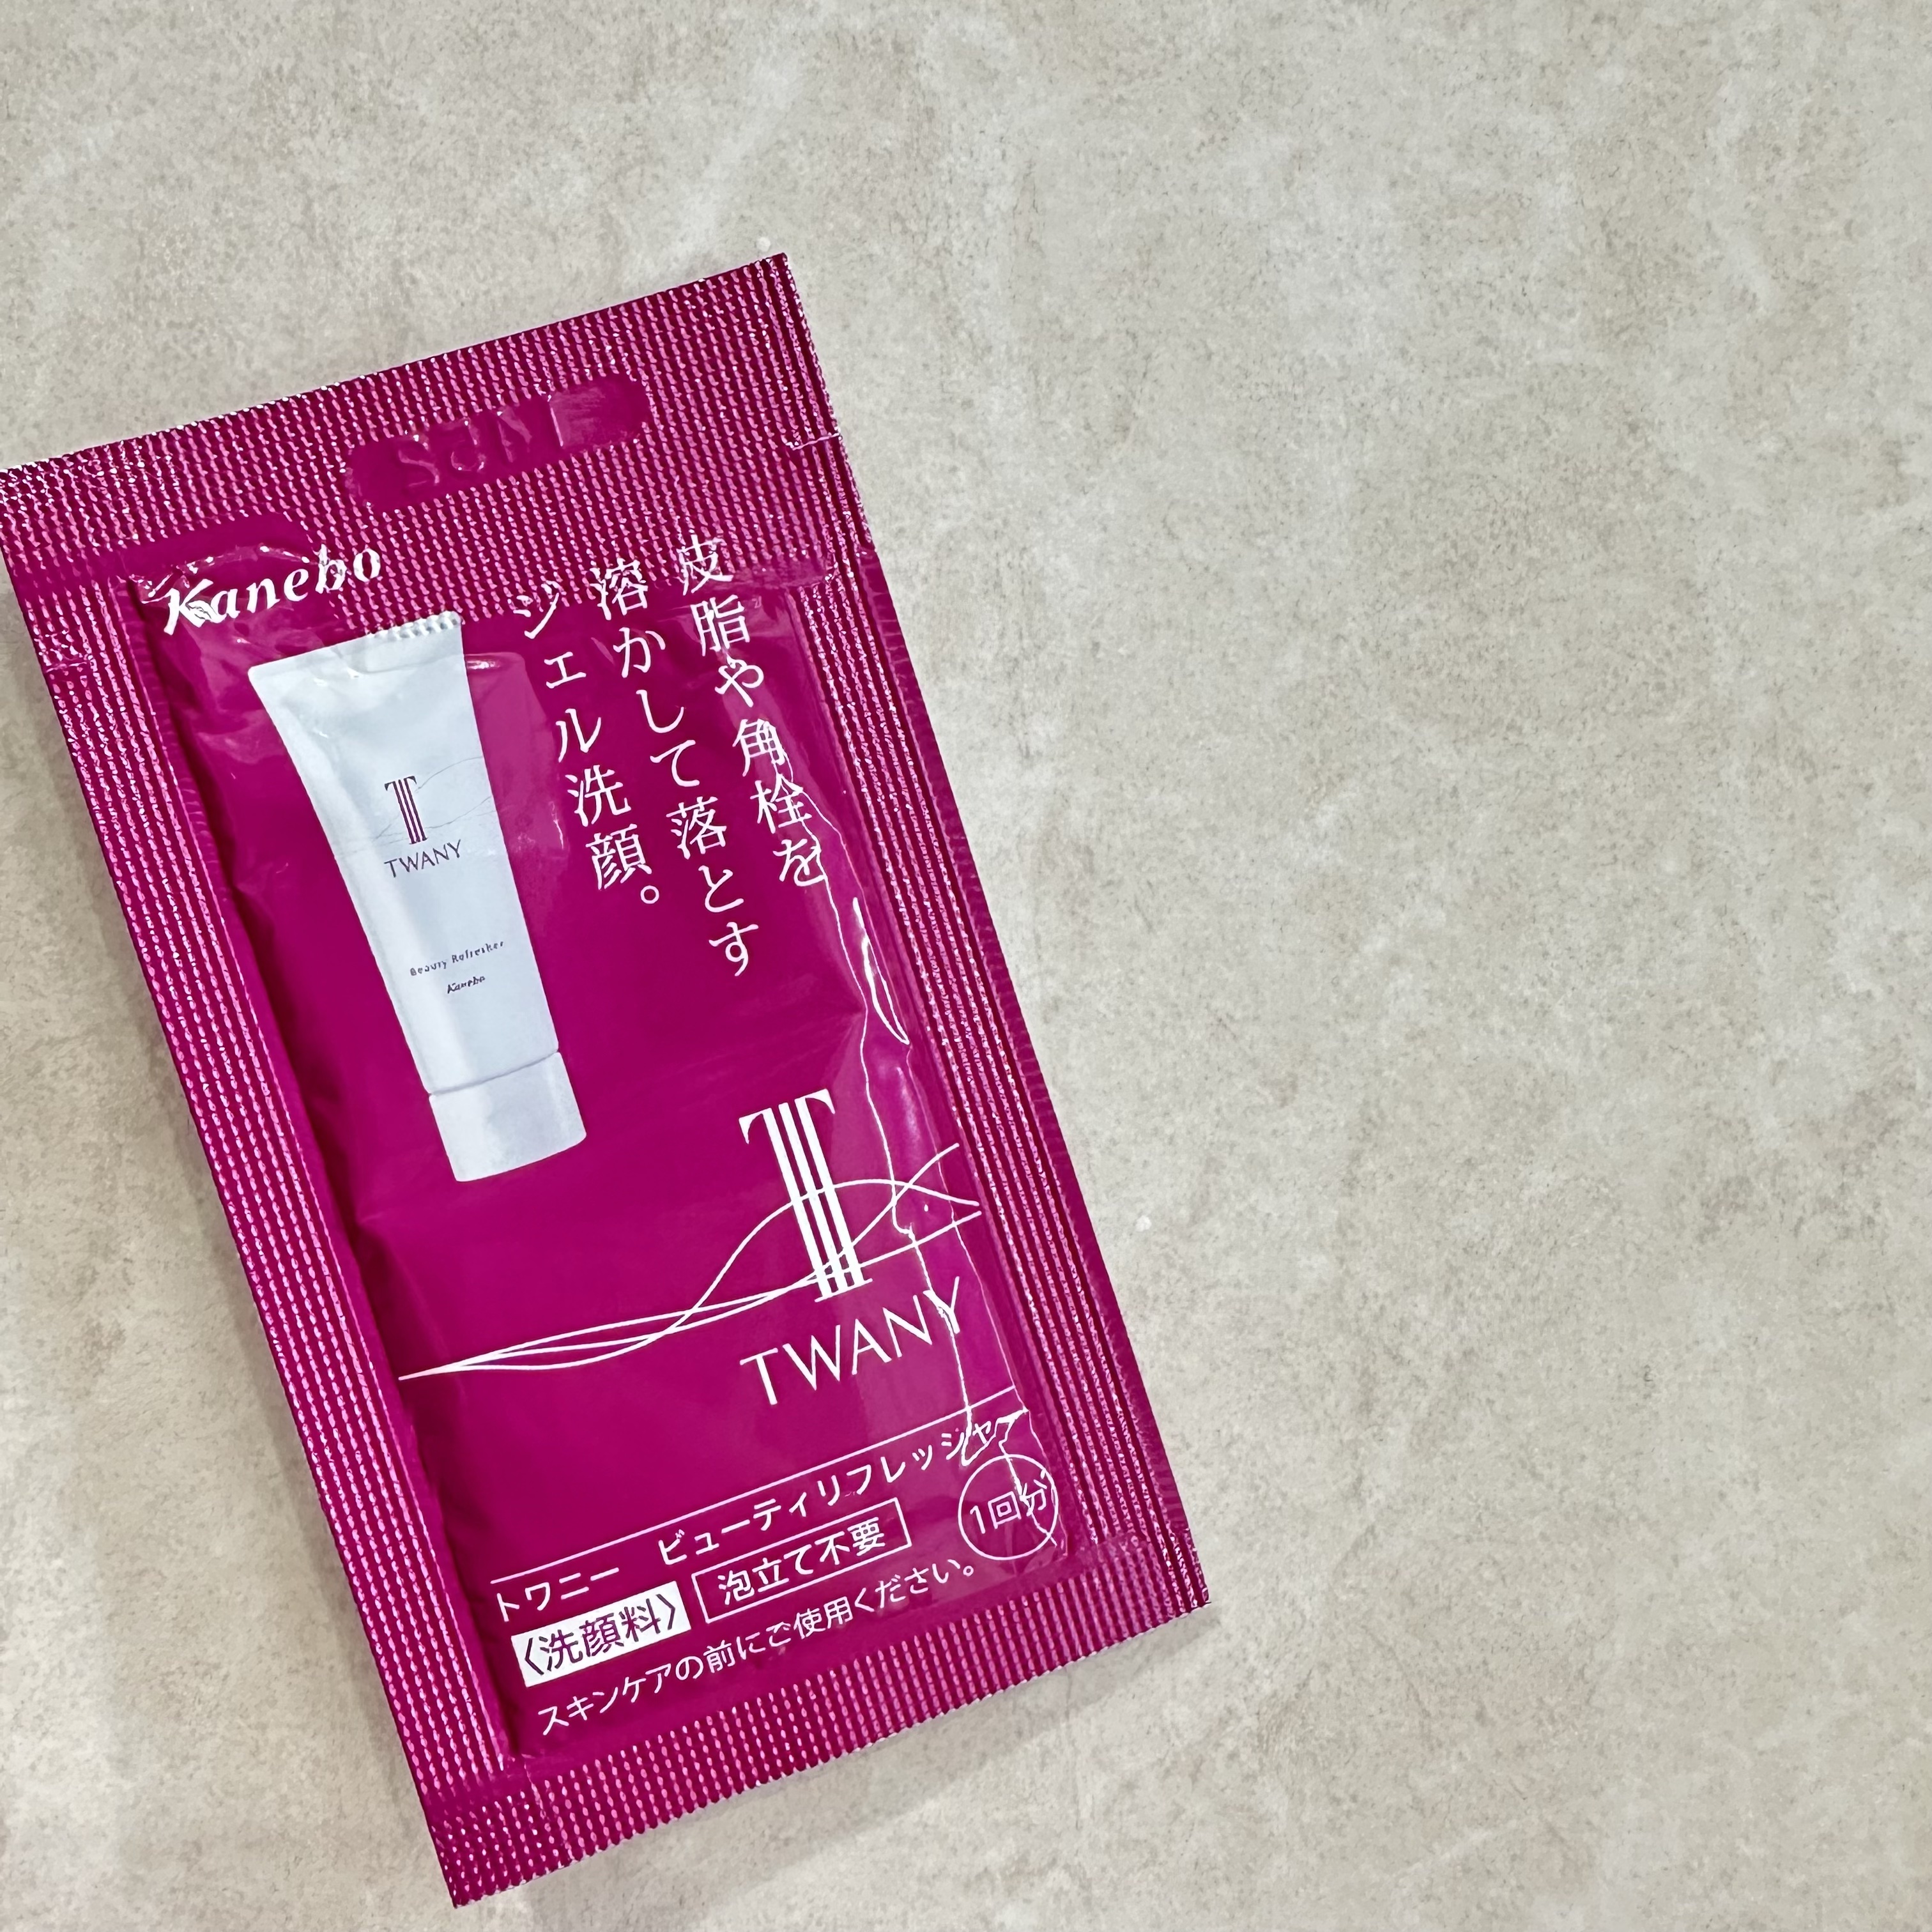 Kanebo
皮脂や角栓を
溶かして落とす
ジェル洗顔。
T
TWANY
Beauty Refresher
Kanebo
T
TWANY
トワニー ビューティリフレッシャー
〈洗顔料〉 泡立て不要 1回分
スキンケアの前にご使用ください。